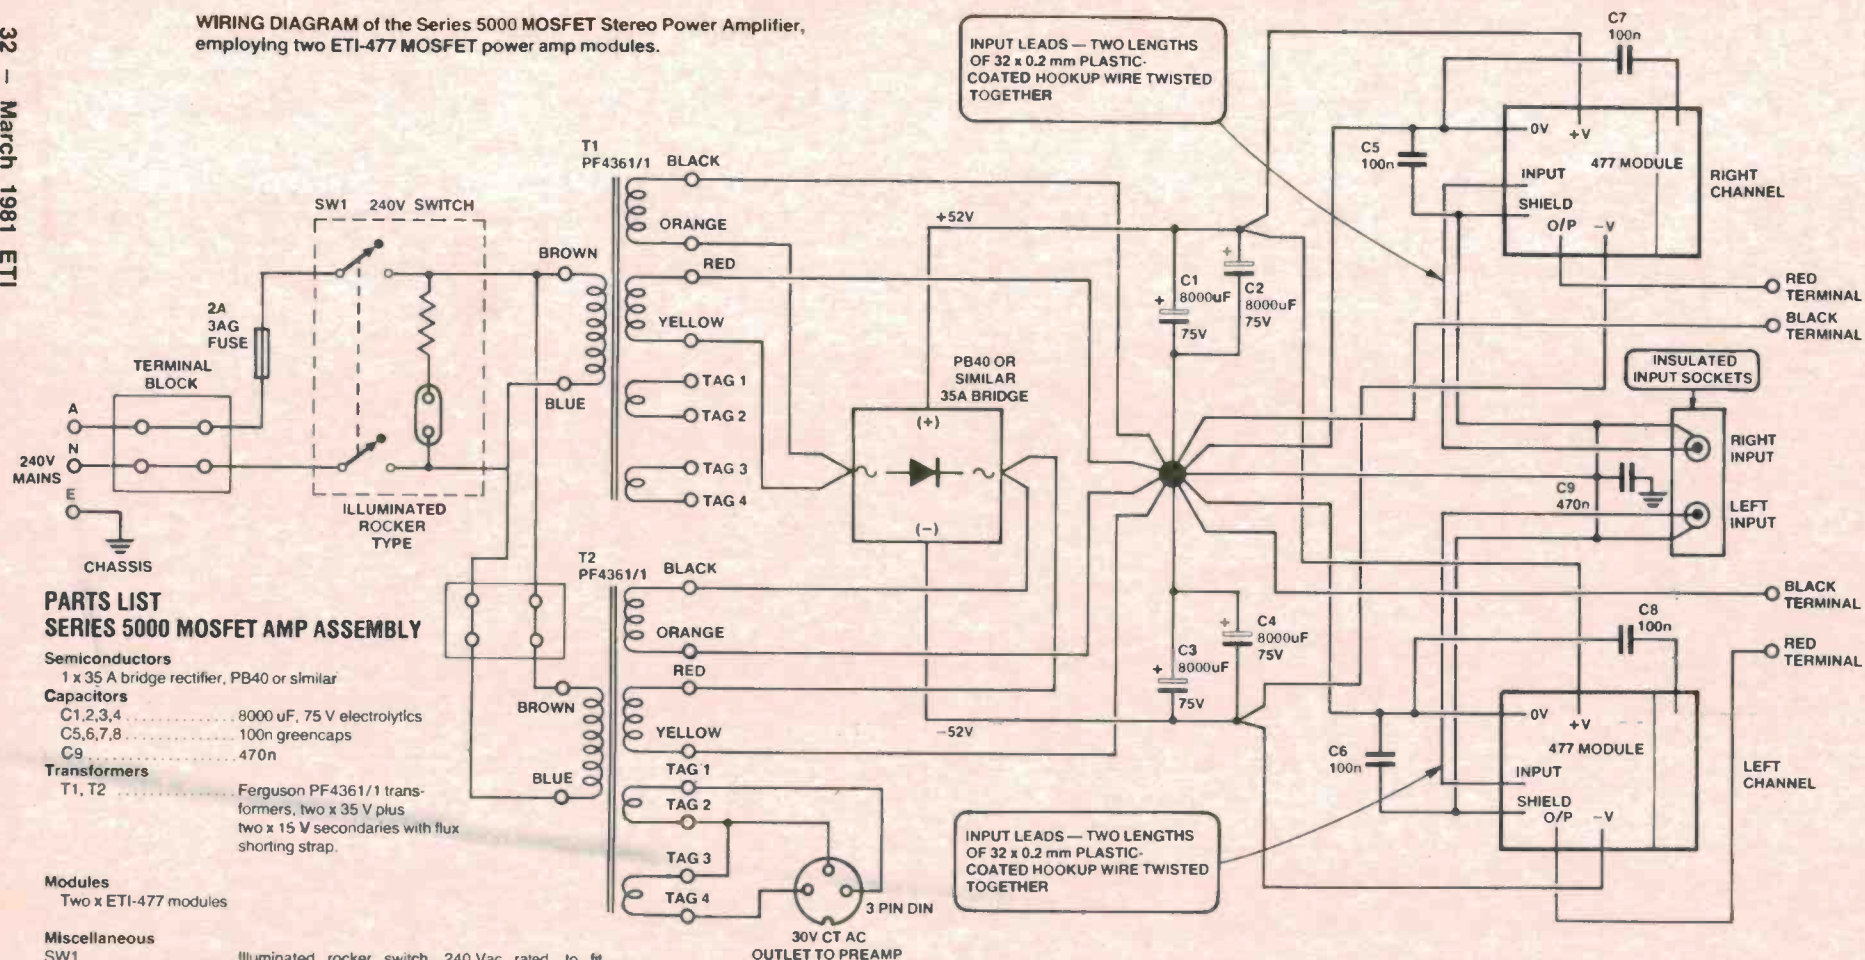 32 – March 1981 ETI
WIRING DIAGRAM of the Series 5000 MOSFET Stereo Power Amplifier,
employing two ETI-477 MOSFET power amp modules.
INPUT LEADS — TWO LENGTHS
OF 32 x 0.2 mm PLASTIC-
COATED HOOKUP WIRE TWISTED
TOGETHER
C7
100n
0V
+V
C5
100n
477 MODULE
INPUT
SHIELD
O/P
–V
RIGHT
CHANNEL
RED
TERMINAL
BLACK
TERMINAL
INSULATED
INPUT SOCKETS
RIGHT
INPUT
C9
470n
LEFT
INPUT
BLACK
TERMINAL
C8
100n
RED
TERMINAL
0V
+V
477 MODULE
C6
100n
INPUT
SHIELD
O/P
–V
LEFT
CHANNEL
INPUT LEADS — TWO LENGTHS
OF 32 x 0.2 mm PLASTIC-
COATED HOOKUP WIRE TWISTED
TOGETHER
T1
PF4361/1
BLACK
ORANGE
RED
YELLOW
TAG 1
TAG 2
TAG 3
TAG 4
BROWN
BLUE
SW1 240V SWITCH
2A
3AG
FUSE
TERMINAL
BLOCK
A
N
240V
MAINS
E
CHASSIS
ILLUMINATED
ROCKER
TYPE
+52V
+
C1
8000uF
75V
+
C2
8000uF
75V
PB40 OR
SIMILAR
35A BRIDGE
(+)
(–)
T2
PF4361/1
BLACK
ORANGE
RED
YELLOW
BROWN
BLUE
TAG 1
TAG 2
TAG 3
TAG 4
+
C3
8000uF
75V
+
C4
8000uF
75V
–52V
3 PIN DIN
30V CT AC
OUTLET TO PREAMP
PARTS LIST
SERIES 5000 MOSFET AMP ASSEMBLY
Semiconductors
1 x 35 A bridge rectifier, PB40 or similar
Capacitors
C1,2,3,4 .............. 8000 uF, 75 V electrolytics
C5,6,7,8 .............. 100n greencaps
C9 .................... 470n
Transformers
T1, T2 ................ Ferguson PF4361/1 trans-
formers, two x 35 V plus
two x 15 V secondaries with flux
shorting strap.
Modules
Two x ETI-477 modules
Miscellaneous
SW1 Illuminated rocker switch, 240 Vac rated, to fit